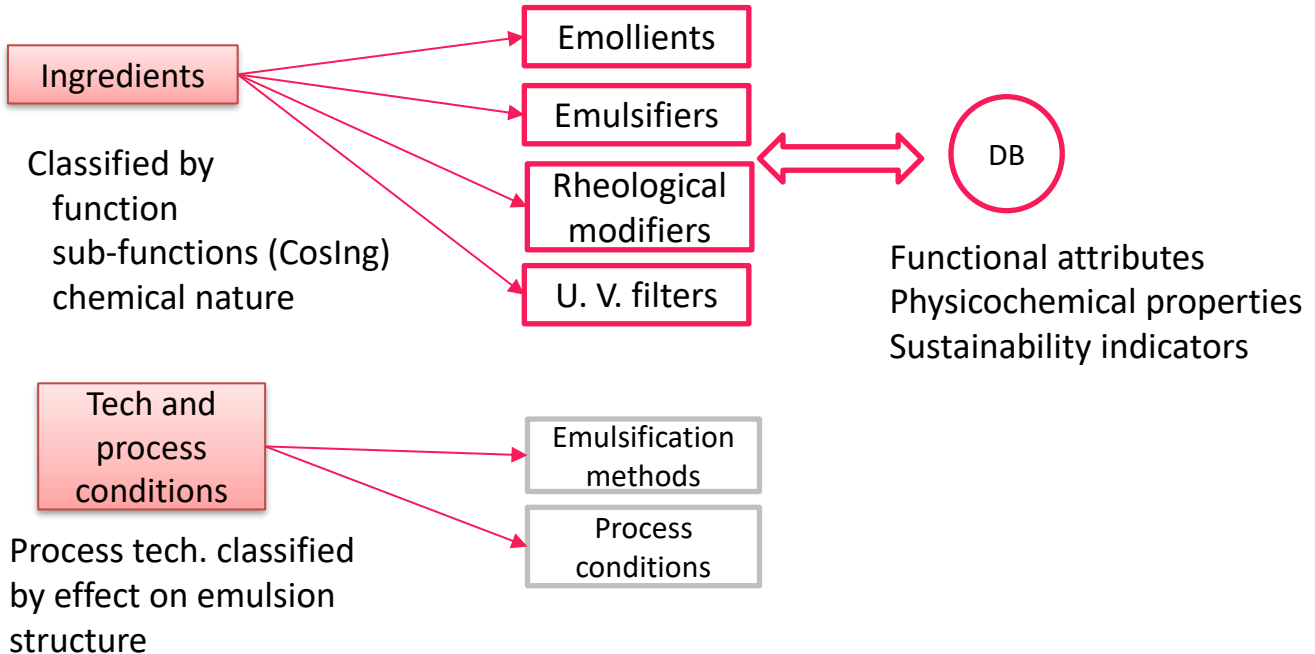 Ingredients
Classified by
function
sub-functions (CosIng)
chemical nature
Emollients
Emulsifiers
Rheological
modifiers
U. V. filters
DB
Functional attributes
Physicochemical properties
Sustainability indicators
Tech and
process
conditions
Process tech. classified
by effect on emulsion
structure
Emulsification
methods
Process
conditions